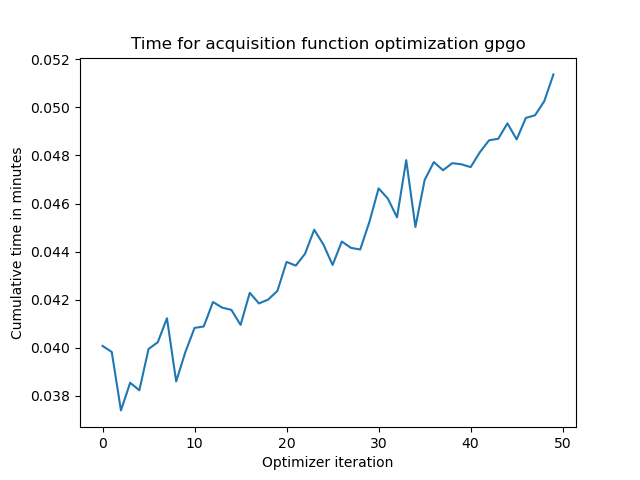 Time for acquisition function optimization gpgo
0.052
0.050
0.048
0.046
0.044
0.042
0.040
0.038
Cumulative time in minutes
0 10 20 30 40 50
Optimizer iteration